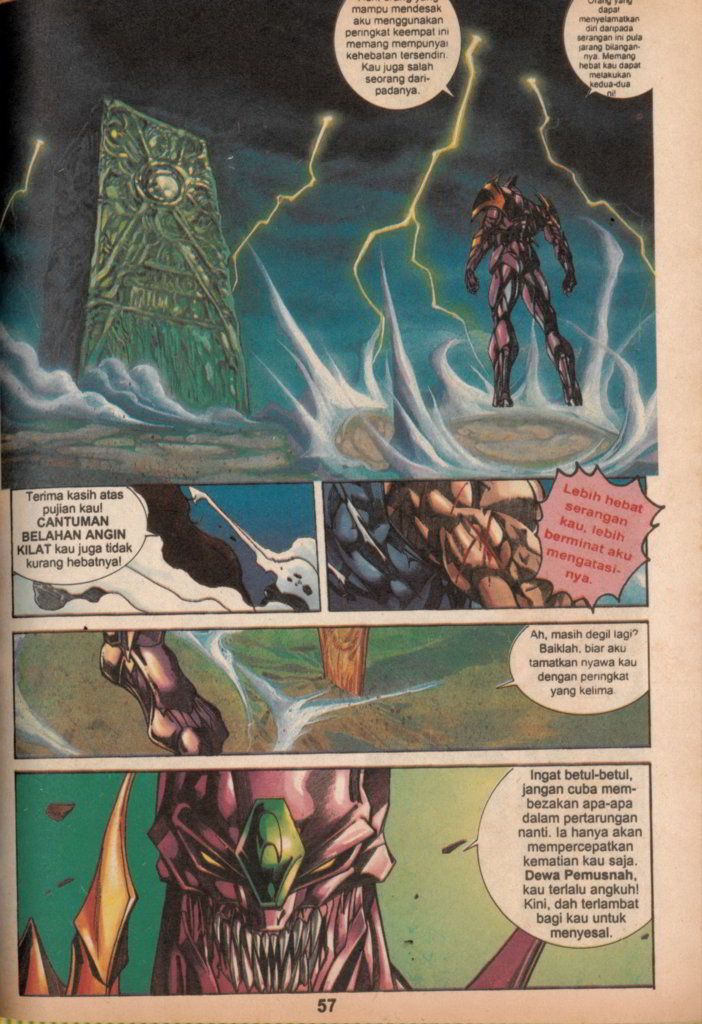 mampu mendesak
aku menggunakan
peringkat keempat ini
memang mempunyai
kehebatan tersendiri.
Kau juga salah
seorang dari-
padanya.
Orang yang
dapat
menyelamatkan
diri daripada
serangan ini pula
jarang bilangan-
nya. Memang
hebat kau dapat
melakukan
kedua-dua
ni!
Terima kasih atas
pujian kau!
CANTUMAN
BELAHAN ANGIN
KILAT kau juga tidak
kurang hebatnya!
Lebih hebat
serangan
kau, lebih
berminat aku
mengatasi-
nya.
Ah, masih degil lagi?
Baiklah, biar aku
tamatkan nyawa kau
dengan peringkat
yang kelima.
Ingat betul-betul,
jangan cuba mem-
bezakan apa-apa
dalam pertarungan
nanti. Ia hanya akan
mempercepatkan
kematian kau saja.
Dewa Pemusnah,
kau terlalu angkuh!
Kini, dah terlambat
bagi kau untuk
menyesal.
57